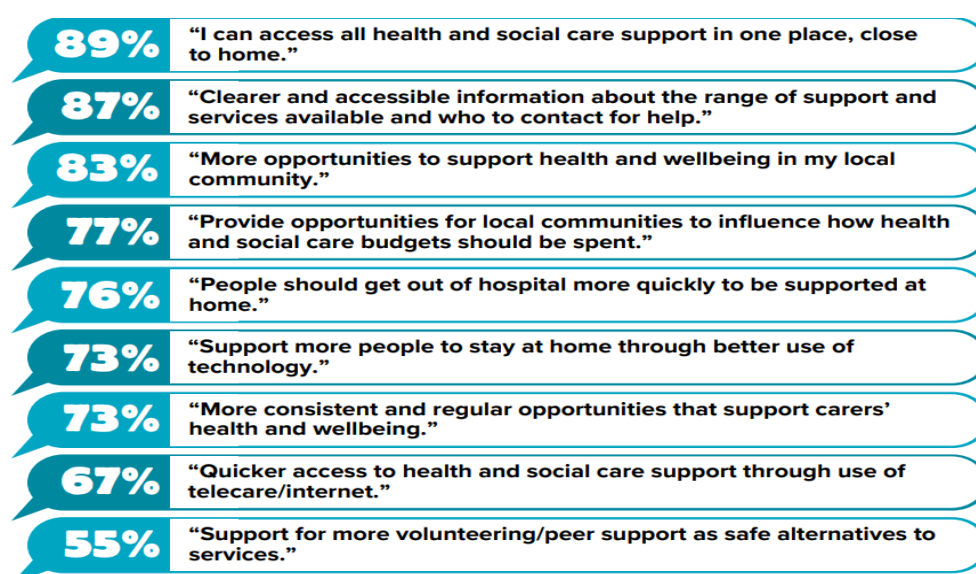 89%
“I can access all health and social care support in one place, close
to home.”
87%
“Clearer and accessible information about the range of support and
services available and who to contact for help.”
83%
“More opportunities to support health and wellbeing in my local
community.”
77%
“Provide opportunities for local communities to influence how health
and social care budgets should be spent.”
76%
“People should get out of hospital more quickly to be supported at
home.”
73%
“Support more people to stay at home through better use of
technology.”
73%
“More consistent and regular opportunities that support carers’
health and wellbeing.”
67%
“Quicker access to health and social care support through use of
telecare/internet.”
55%
“Support for more volunteering/peer support as safe alternatives to
services.”